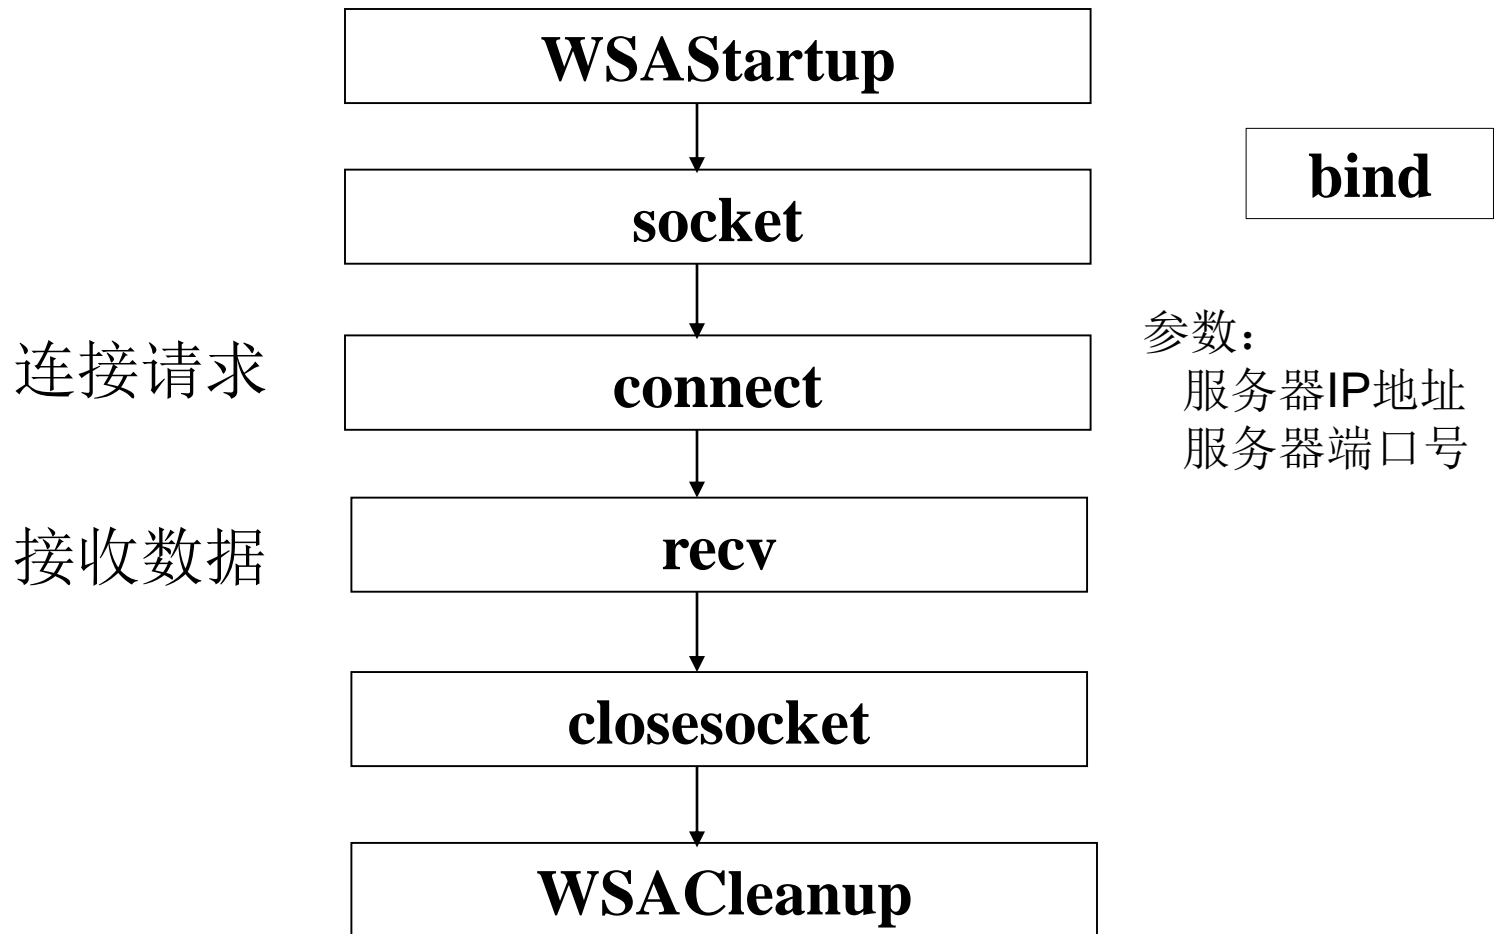 WSAStartup
bind
socket
连接请求
connect
参数：
服务器IP地址
服务器端口号
接收数据
recv
closesocket
WSACleanup